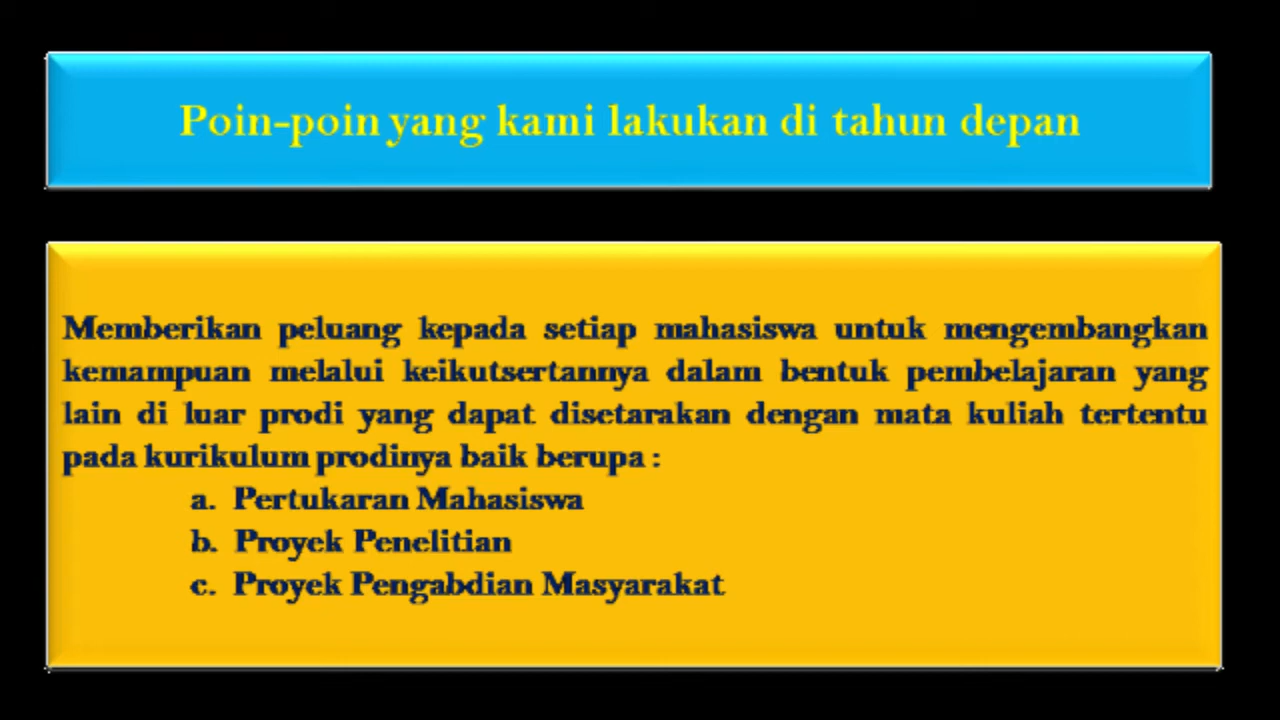 Poin-poin yang kami lakukan di tahun depan
Memberikan peluang kepada setiap mahasiswa untuk mengembangkan
kemampuan melalui keikutsertannya dalam bentuk pembelajaran yang
lain di luar prodi yang dapat disetarakan dengan mata kuliah tertentu
pada kurikulum prodinya baik berupa :
a. Pertukaran Mahasiswa
b. Proyek Penelitian
c. Proyek Pengabdian Masyarakat